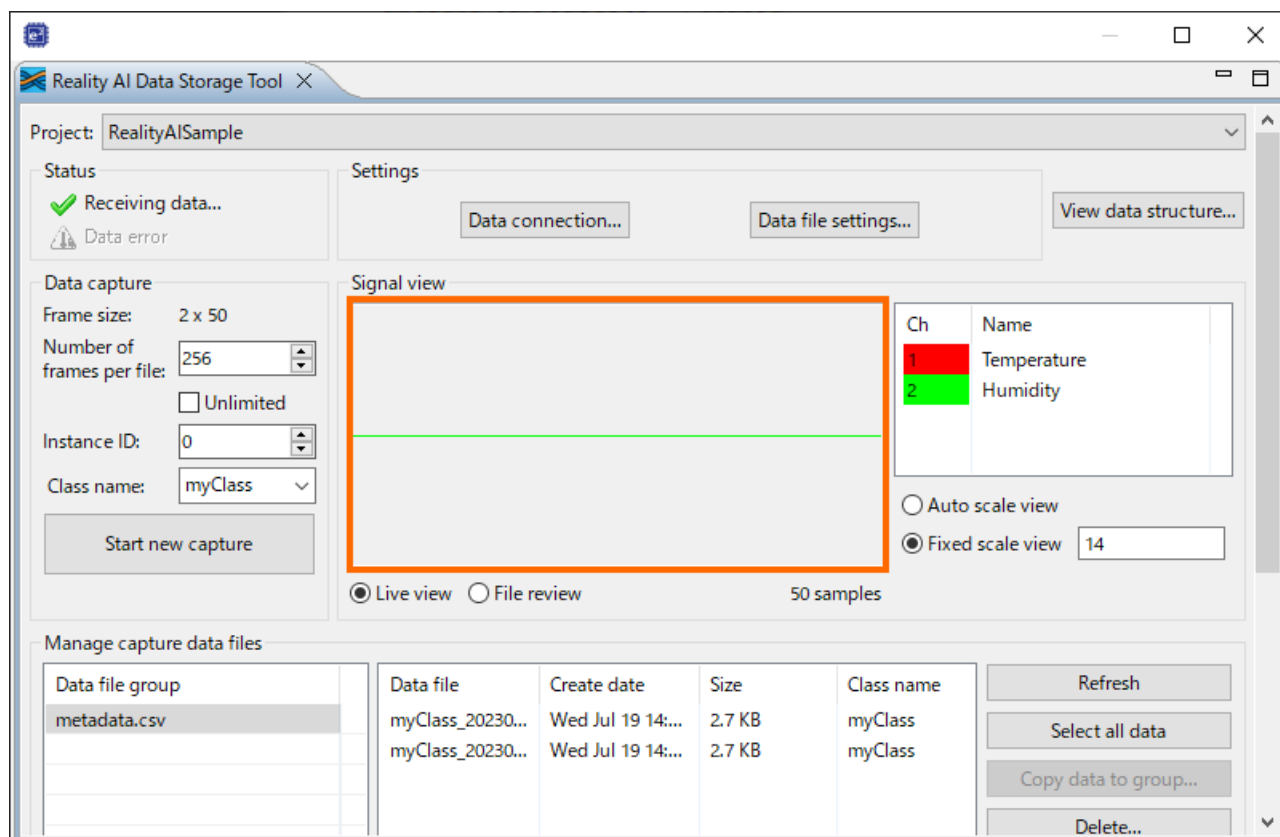 e²
Reality AI Data Storage Tool
Project: RealityAISample
Status
Receiving data...
Data error
Settings
Data connection...
Data file settings...
View data structure...
Data capture
Frame size: 2 x 50
Number of
frames per file: 256
Unlimited
Instance ID: 0
Class name: myClass
Start new capture
Signal view
Ch Name
1 Temperature
2 Humidity
Auto scale view
Fixed scale view 14
Live view File review 50 samples
Manage capture data files
Data file group
metadata.csv
Data file Create date Size Class name
myClass_20230... Wed Jul 19 14:... 2.7 KB myClass
myClass_20230... Wed Jul 19 14:... 2.7 KB myClass
Refresh
Select all data
Copy data to group...
Delete...